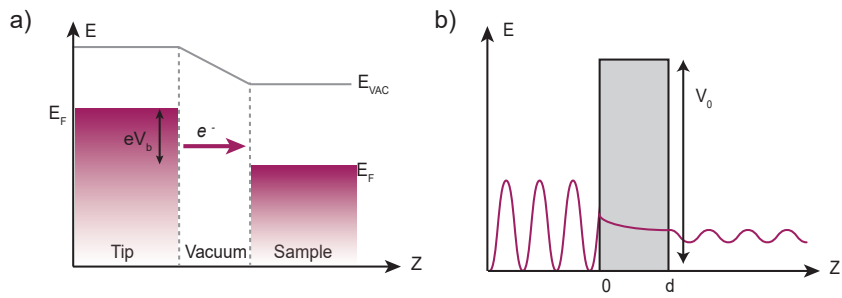 a)
E
E_VAC
E_F
eV_b
e⁻
E_F
Tip
Vacuum
Sample
Z
b)
E
V_0
0
d
Z